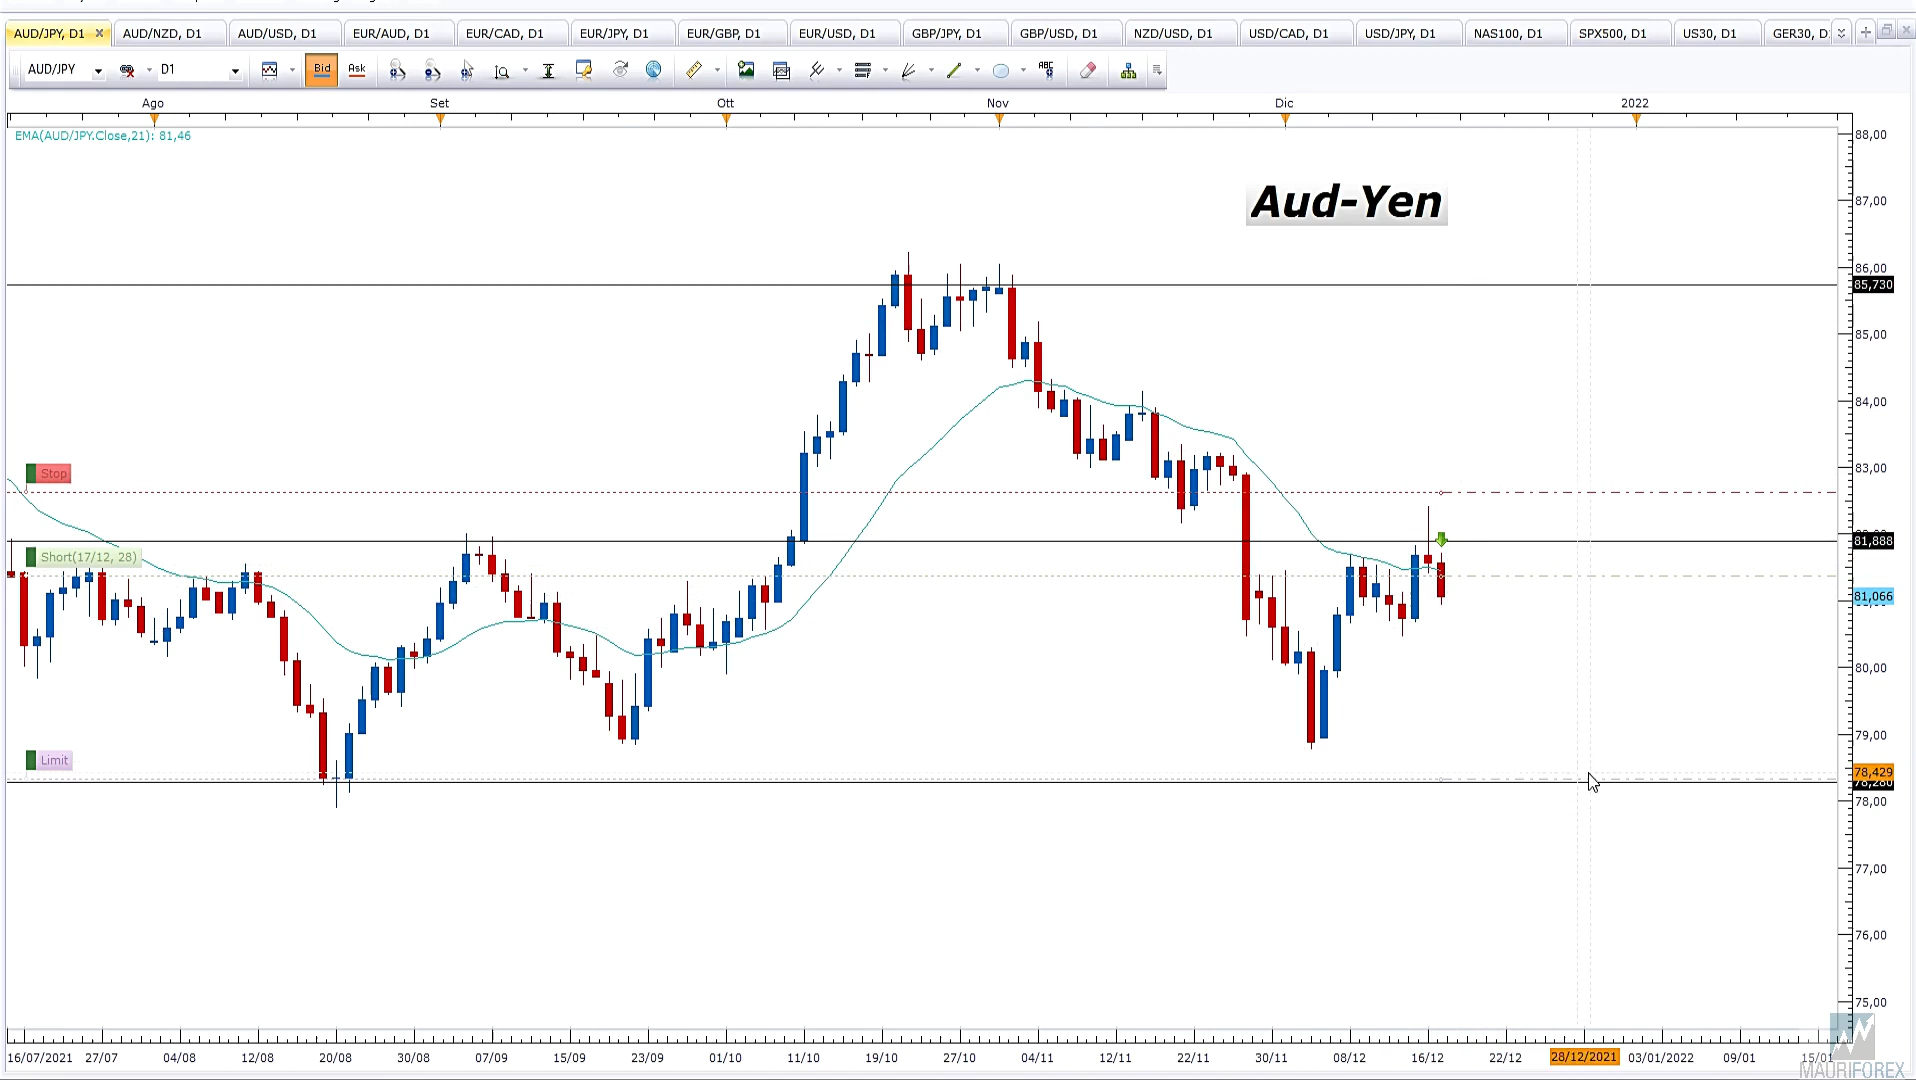 AUD/JPY, D1 AUD/NZD, D1 AUD/USD, D1 EUR/AUD, D1 EUR/CAD, D1 EUR/JPY, D1 EUR/GBP, D1 EUR/USD, D1 GBP/JPY, D1 GBP/USD, D1 NZD/USD, D1 USD/CAD, D1 USD/JPY, D1 NAS100, D1 SPX500, D1 US30, D1 GER30, D
AUD/JPY D1 Bid Ask ABC
Ago Set Ott Nov Dic 2022
EMA(AUD/JPY.Close,21): 81,46
88,00
Aud-Yen
87,00
86,00
85,730
85,00
84,00
83,00
Stop
81,888
Short(17/12, 28)
81,066
80,00
79,00
Limit
78,429
78,280
78,00
77,00
76,00
75,00
16/07/2021 27/07 04/08 12/08 20/08 30/08 07/09 15/09 23/09 01/10 11/10 19/10 27/10 04/11 12/11 22/11 30/11 08/12 16/12 22/12 28/12/2021 03/01/2022 09/01 15/01
MAURIFOREX